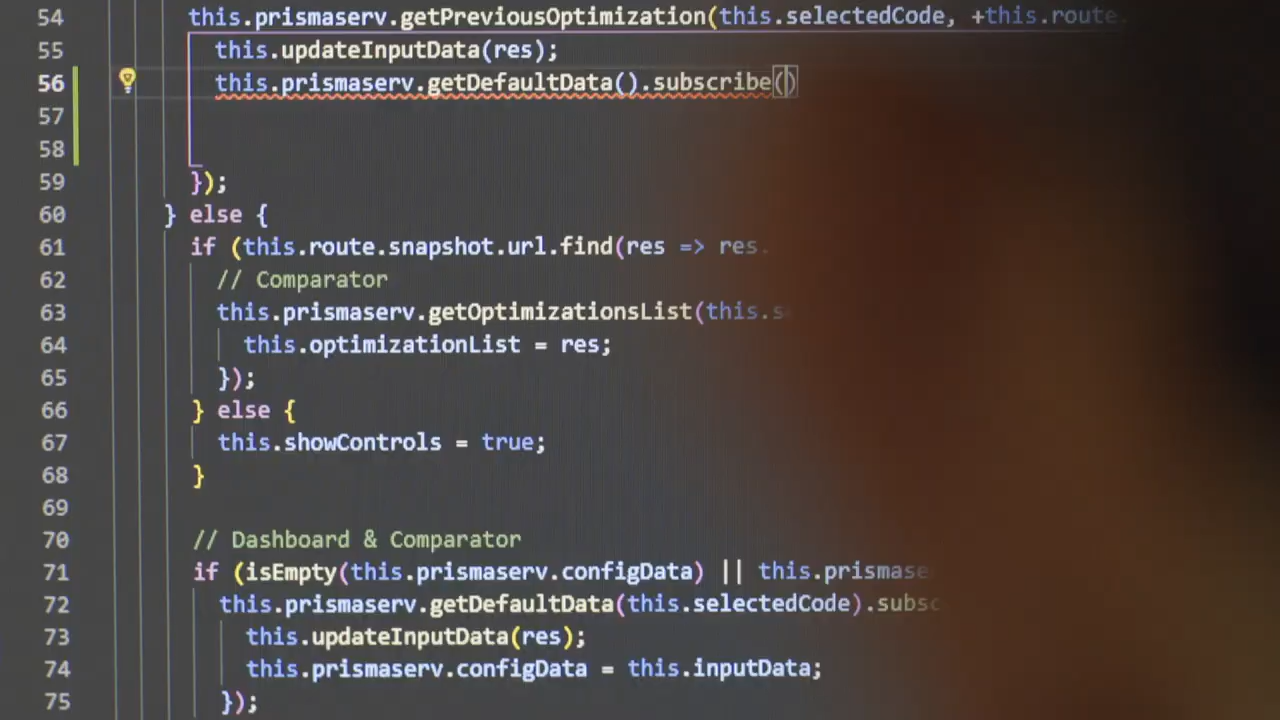 54 this.prismaserv.getPreviousOptimization(this.selectedCode, +this.route.
55 this.updateInputData(res);
56 this.prismaserv.getDefaultData().subscribe()
57
58
59 });
60 } else {
61 if (this.route.snapshot.url.find(res => res.
62 // Comparator
63 this.prismaserv.getOptimizationsList(this.s
64 this.optimizationList = res;
65 });
66 } else {
67 this.showControls = true;
68 }
69
70 // Dashboard & Comparator
71 if (isEmpty(this.prismaserv.configData) || this.prismase
72 this.prismaserv.getDefaultData(this.selectedCode).subsc
73 this.updateInputData(res);
74 this.prismaserv.configData = this.inputData;
75 });